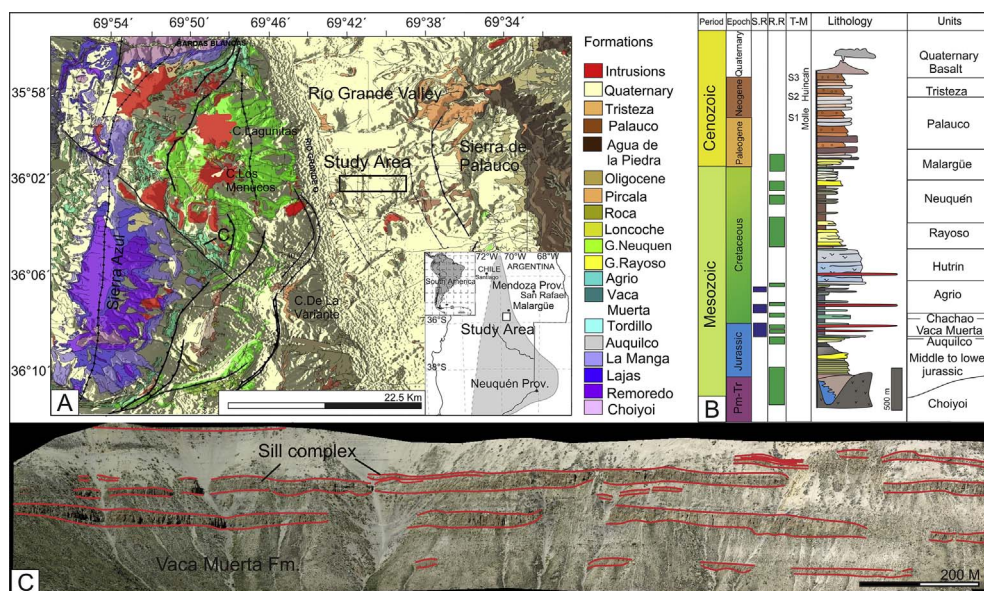 69°54' 69°50' 69°46' 69°42' 69°38' 69°34'
BARDAS BLANCAS
35°58'
36°02'
36°06'
36°10'
Río Grande Valley
C.Lagunitas
C.Los
Menucos
Study Area
Sierra de
Palauco
Sierra Azul
C
C.De La
Variante
72°W 70°W 68°W
CHILE
ARGENTINA
Santiago
South America
Mendoza Prov.
San Rafael
Malargüe
36°S
Study Area
38°S
Neuquén Prov.
22.5 Km
A
Formations
Intrusions
Quaternary
Tristeza
Palauco
Agua de
la Piedra
Oligocene
Pircala
Roca
Loncoche
G.Neuquen
G.Rayoso
Agrio
Vaca
Muerta
Tordillo
Auquilco
La Manga
Lajas
Remoredo
Choiyoi
Period Epoch S.R R.R T-M Lithology Units
Cenozoic
Mesozoic
Quaternary
Neogene
Paleogene
Cretaceous
Jurassic
Pm-Tr
S3
S2
S1
Huincan
Molle
500 m
Quaternary
Basalt
Tristeza
Palauco
Malargüe
Neuquén
Rayoso
Hutrin
Agrio
Chachao
Vaca Muerta
Auquilco
Middle to lower
jurassic
Choiyoi
B
Sill complex
Vaca Muerta Fm.
200 M
C